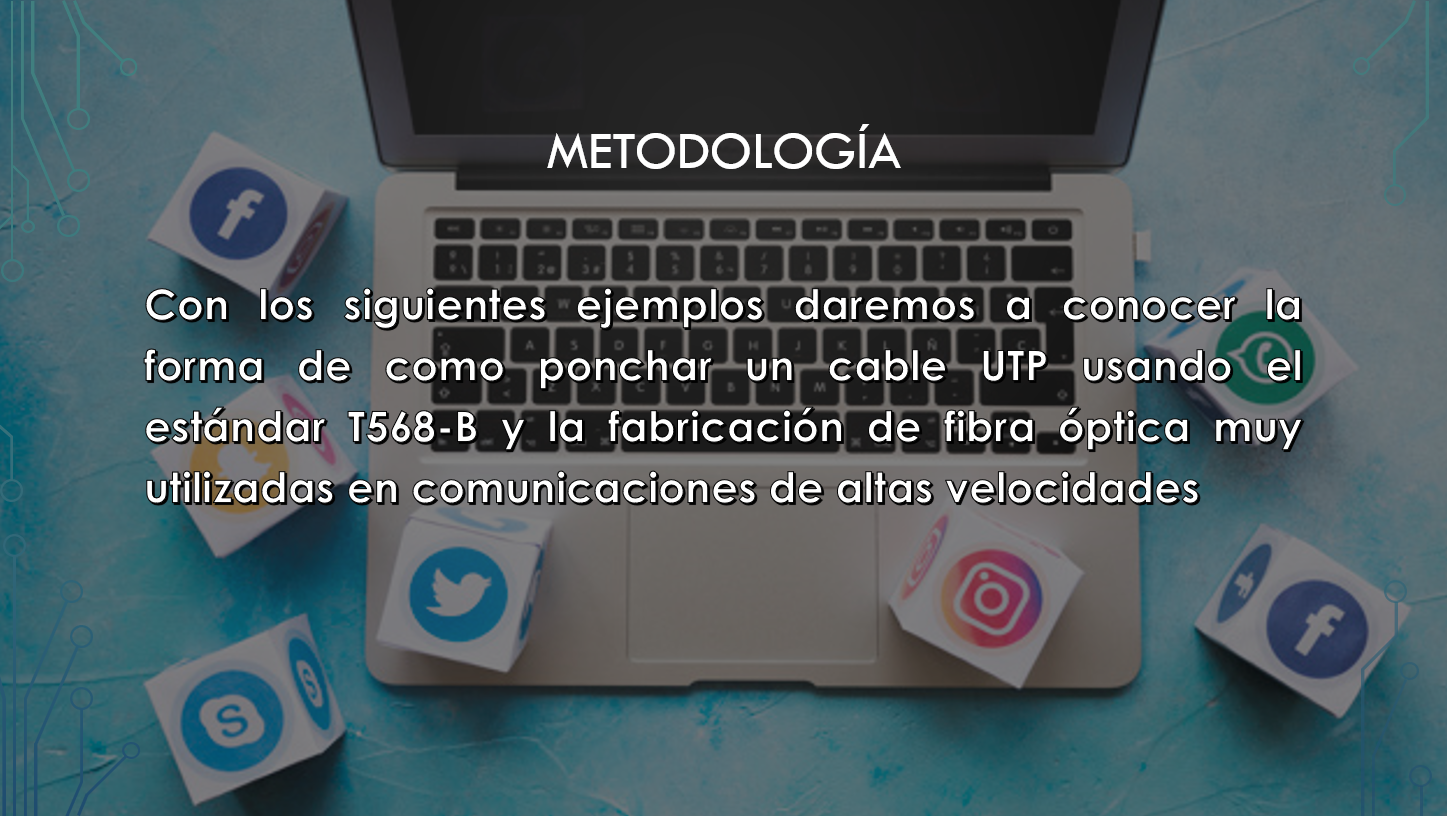 METODOLOGÍA
Con los siguientes ejemplos daremos a conocer la
forma de como ponchar un cable UTP usando el
estándar T568-B y la fabricación de fibra óptica muy
utilizadas en comunicaciones de altas velocidades